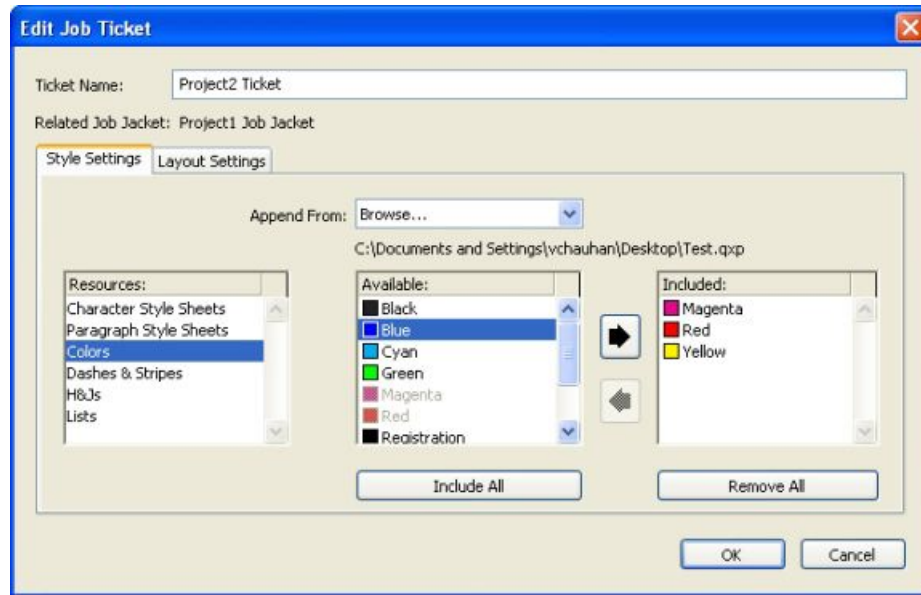 Edit Job Ticket
Ticket Name: Project2 Ticket
Related Job Jacket: Project1 Job Jacket
Style Settings Layout Settings
Append From: Browse...
C:\Documents and Settings\vchauhan\Desktop\Test.qxp
Resources:
Character Style Sheets
Paragraph Style Sheets
Colors
Dashes & Stripes
H&Js
Lists
Available:
Black
Blue
Cyan
Green
Magenta
Red
Registration
Include All
Included:
Magenta
Red
Yellow
Remove All
OK Cancel